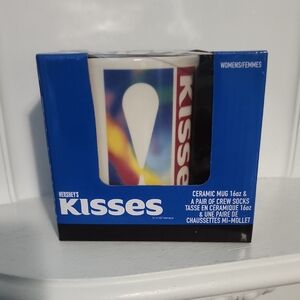 WOMENS/FEMMES
KISSE
HERSHEY'S
KISSES
CERAMIC MUG 16oz &
A PAIR OF CREW SOCKS
TASSE EN CÉRAMIQUE 16oz
& UNE PAIRE DE
CHAUSSETTES MI-MOLLET